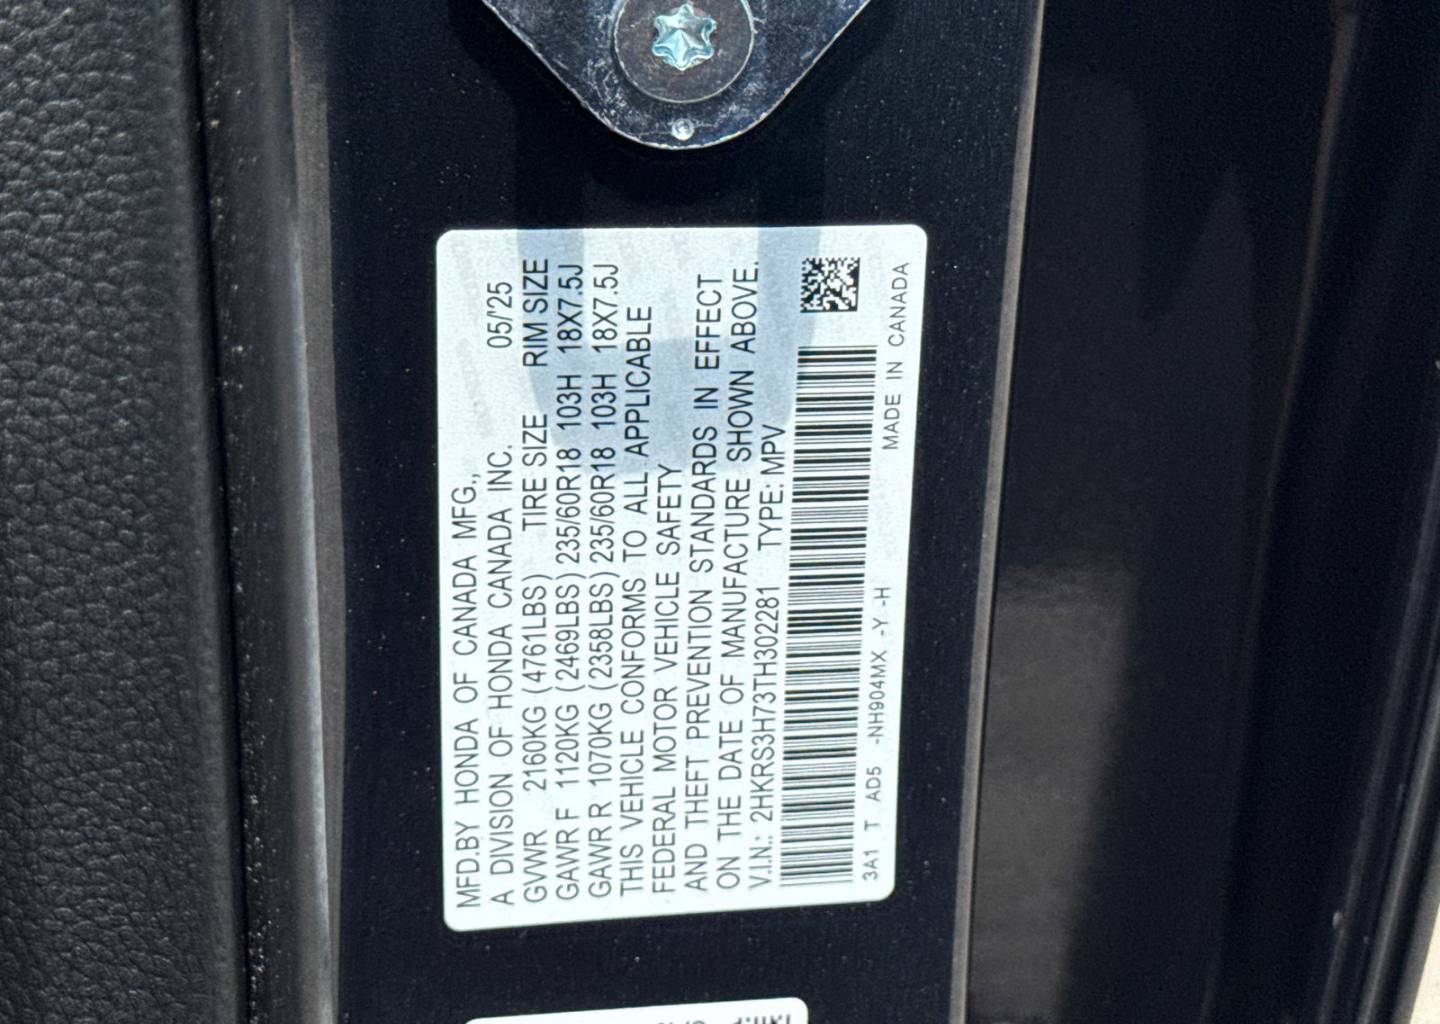 MFD.BY HONDA OF CANADA MFG.,
A DIVISION OF HONDA CANADA INC. 05/'25
GVWR 2160KG (4761LBS) TIRE SIZE RIM SIZE
GAWR F 1120KG (2469LBS) 235/60R18 103H 18X7.5J
GAWR R 1070KG (2358LBS) 235/60R18 103H 18X7.5J
THIS VEHICLE CONFORMS TO ALL APPLICABLE
FEDERAL MOTOR VEHICLE SAFETY
AND THEFT PREVENTION STANDARDS IN EFFECT
ON THE DATE OF MANUFACTURE SHOWN ABOVE.
V.I.N.: 2HKRS3H73TH302281 TYPE: MPV
3A1 T AD5 -NH904MX -Y -H MADE IN CANADA